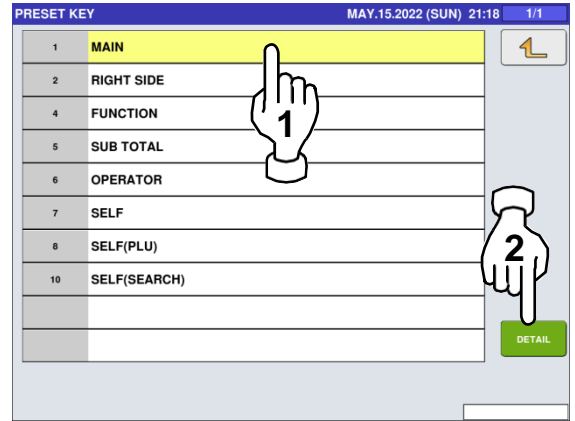 PRESET KEY MAY.15.2022 (SUN) 21:18 1/1
1 MAIN
2 RIGHT SIDE
4 FUNCTION
5 SUB TOTAL
6 OPERATOR
7 SELF
8 SELF(PLU)
10 SELF(SEARCH)
1
2
DETAIL